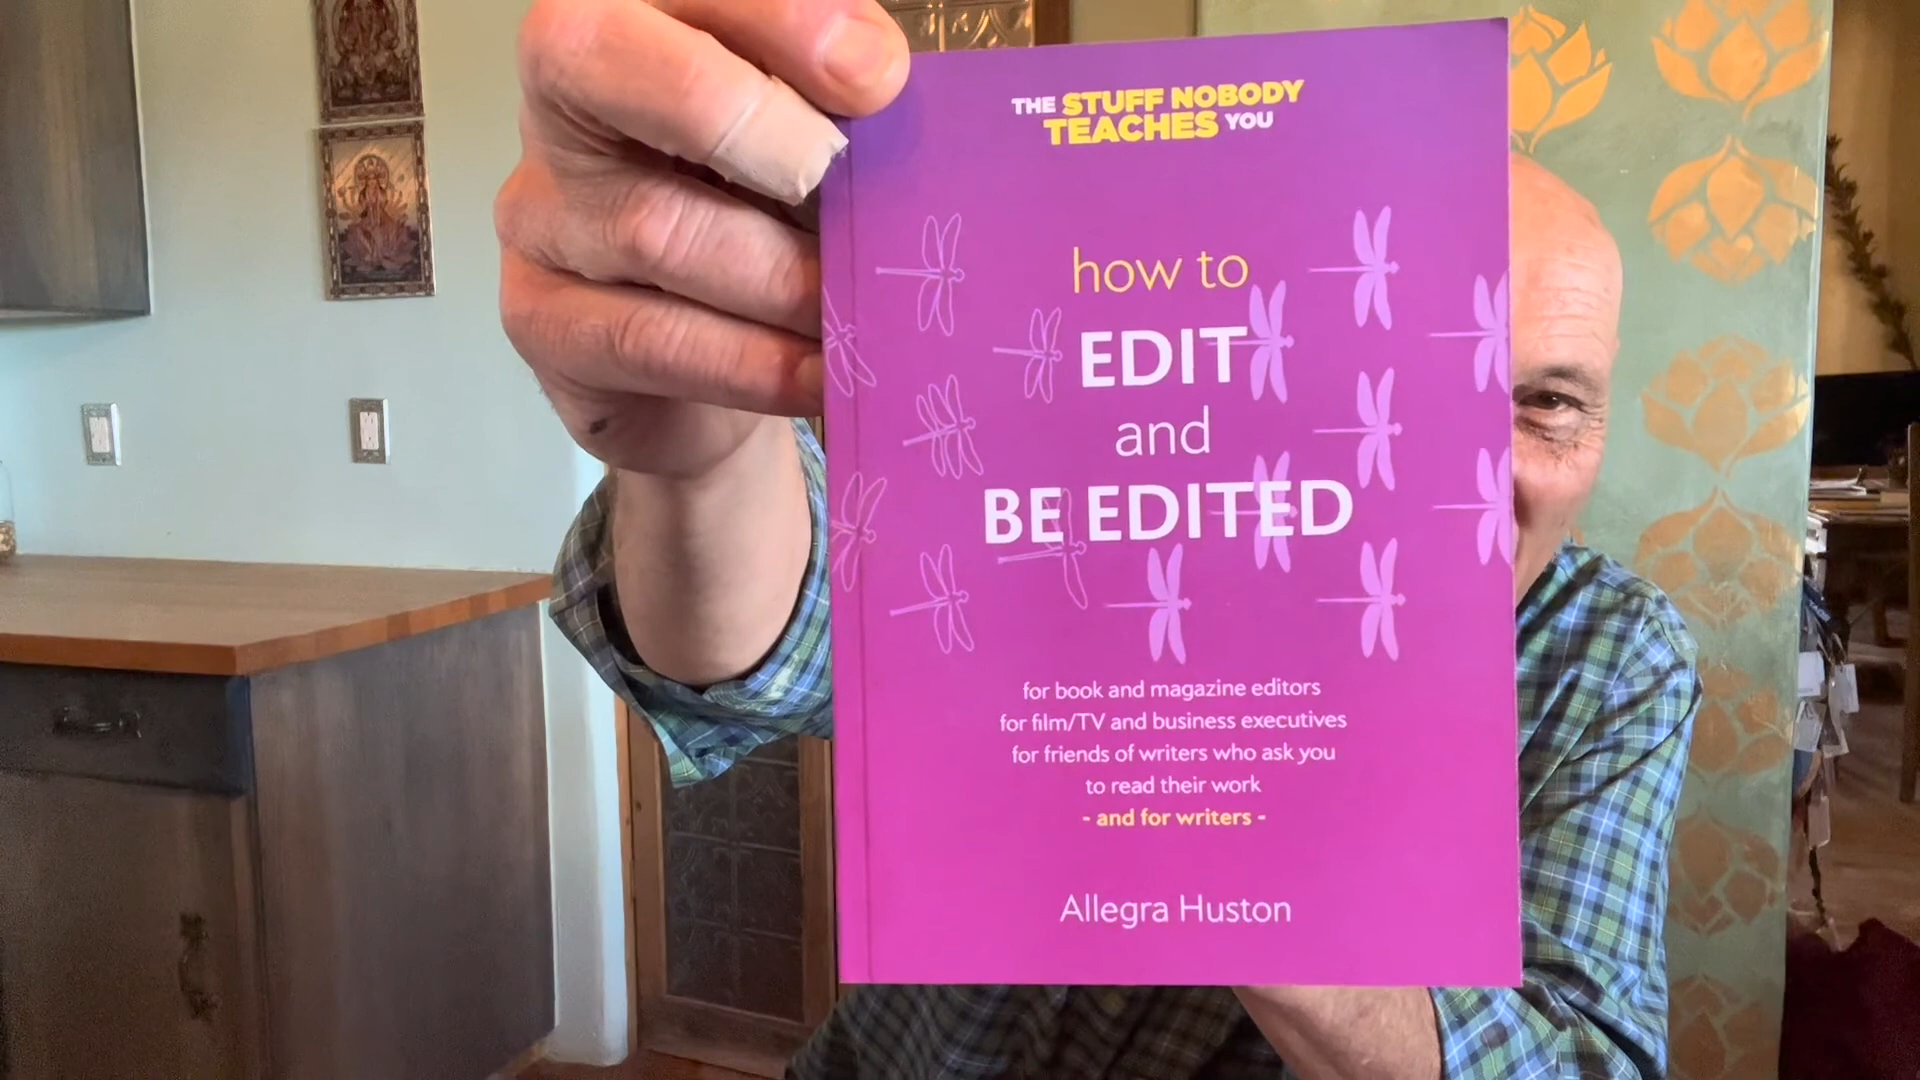 THE STUFF NOBODY
TEACHES YOU
how to
EDIT
and
BE EDITED
for book and magazine editors
for film/TV and business executives
for friends of writers who ask you
to read their work
- and for writers -
Allegra Huston